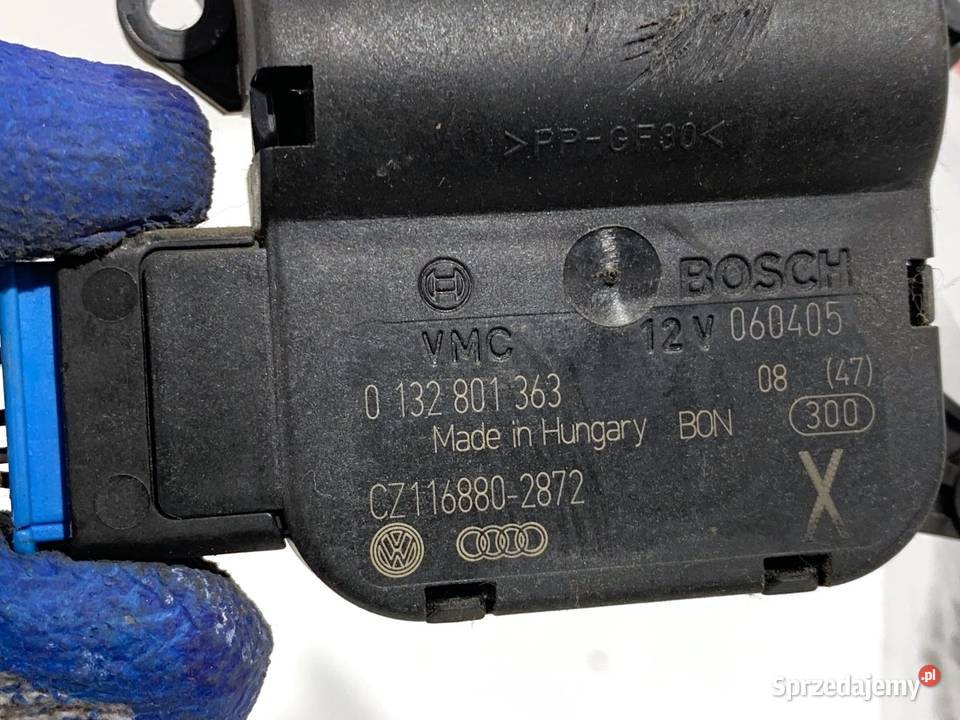 >PP-GF30<
BOSCH
VMC 12V 060405
0 132 801 363 08 (47)
Made in Hungary BON 300
CZ116880-2872 X
Sprzedajemy.pl